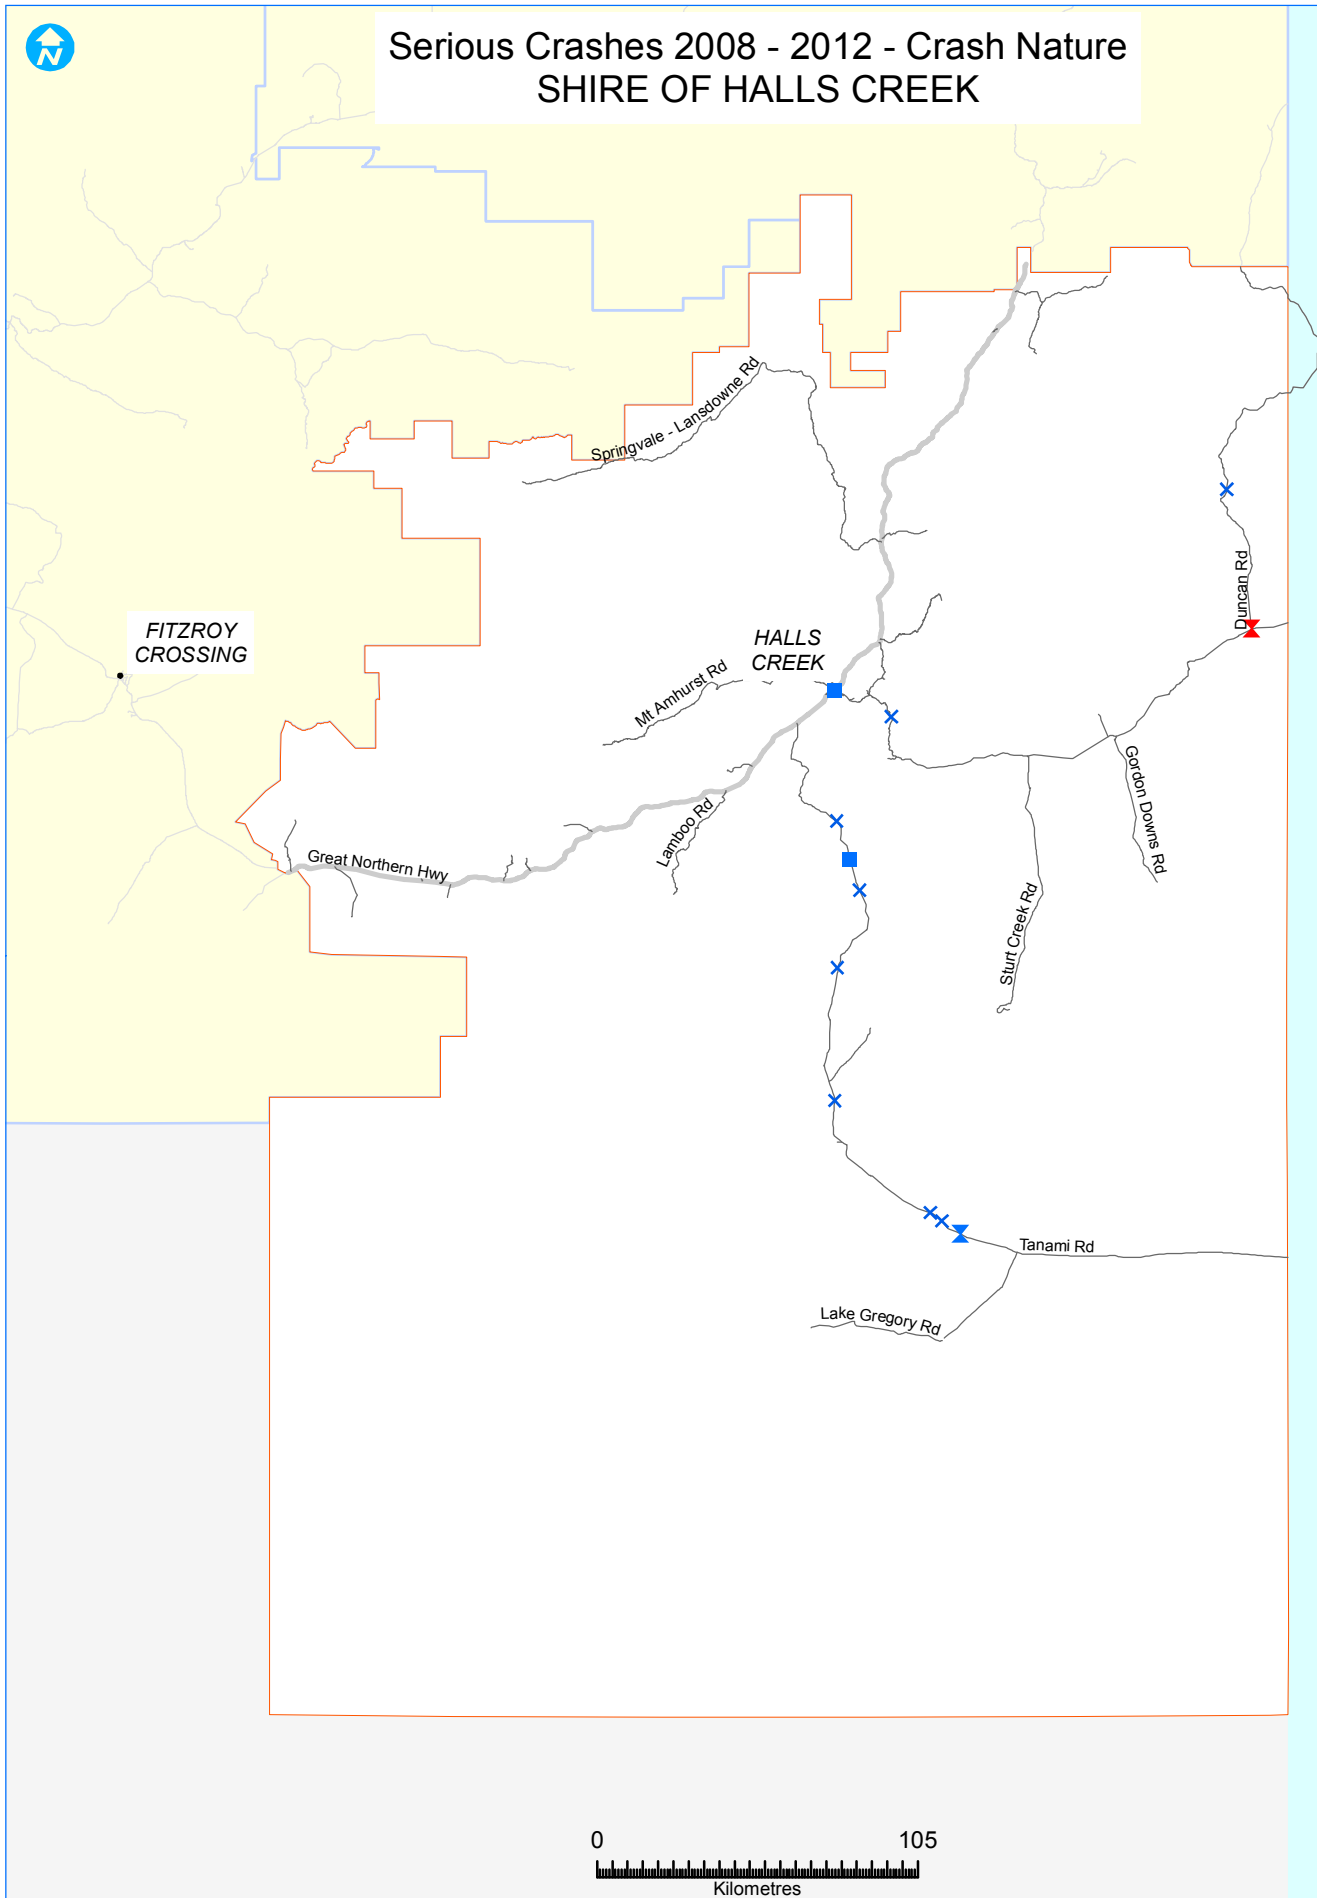 N
Serious Crashes 2008 - 2012 - Crash Nature
SHIRE OF HALLS CREEK
Springvale - Lansdowne Rd
Duncan Rd
FITZROY
CROSSING
HALLS
CREEK
Mt Amhurst Rd
Gordon Downs Rd
Lamboo Rd
Great Northern Hwy
Sturt Creek Rd
Tanami Rd
Lake Gregory Rd
0 105
Kilometres